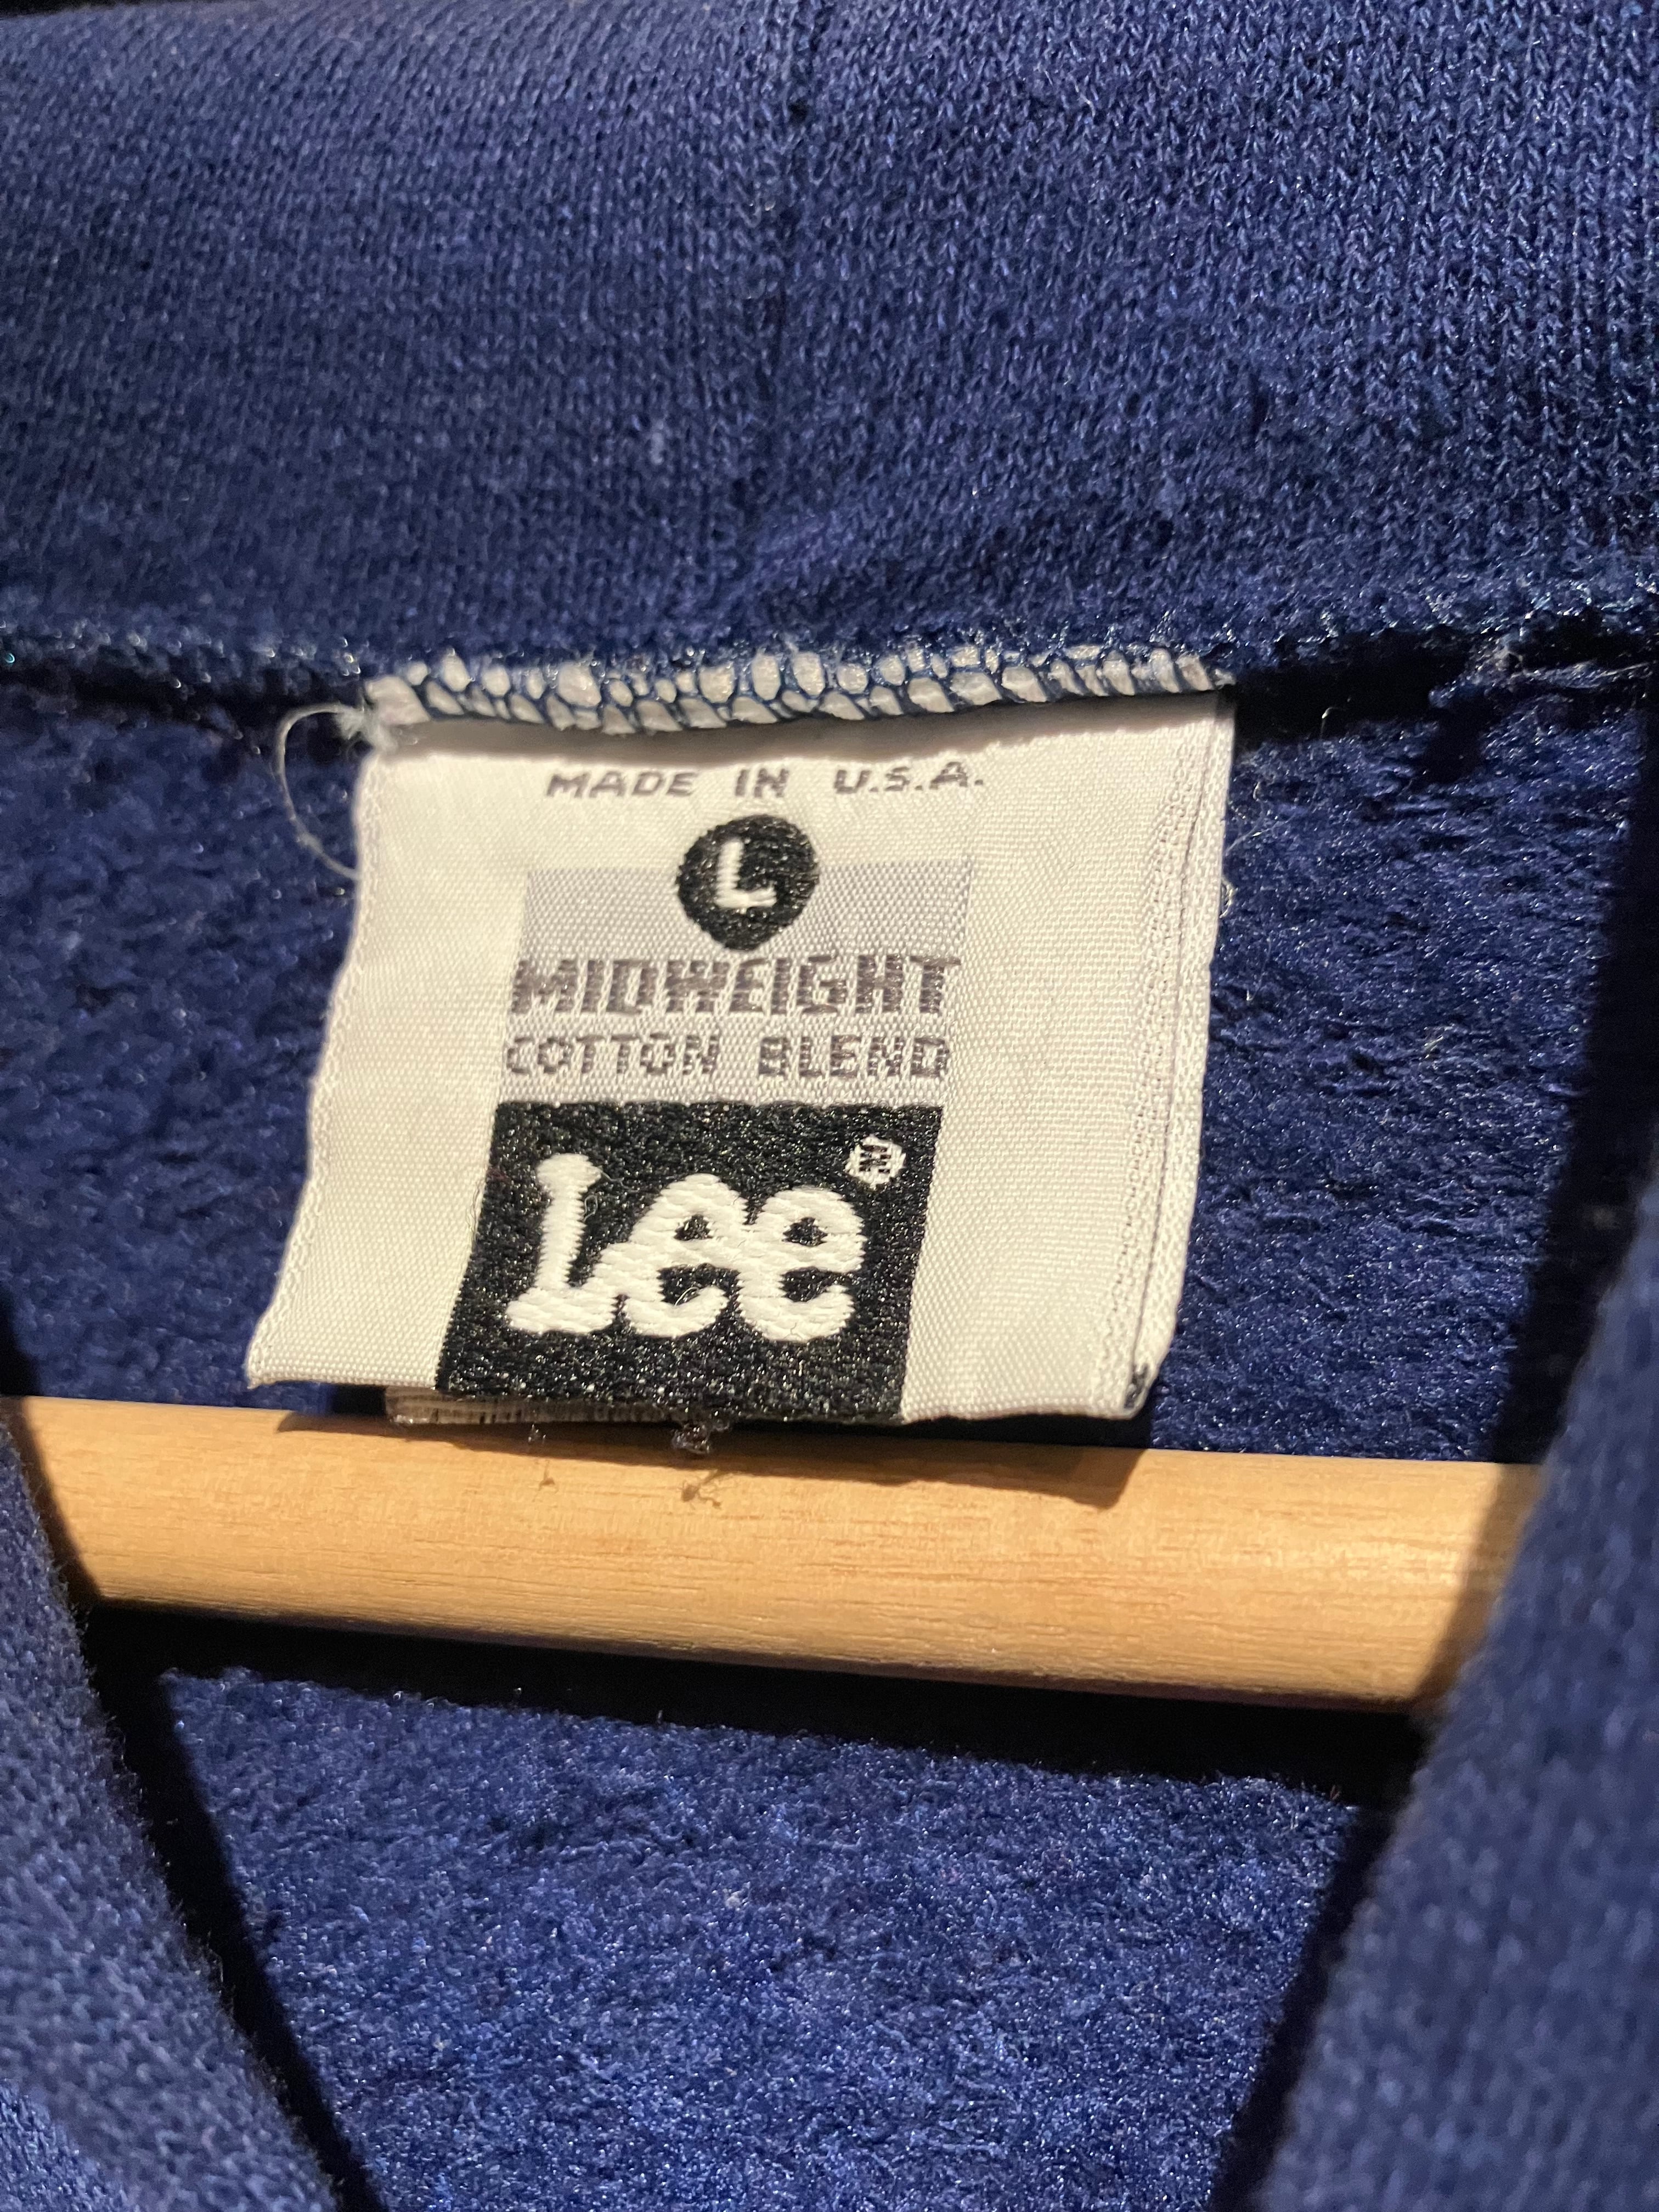 MADE IN U.S.A.
L
MIDWEIGHT
COTTON BLEND
Lee®